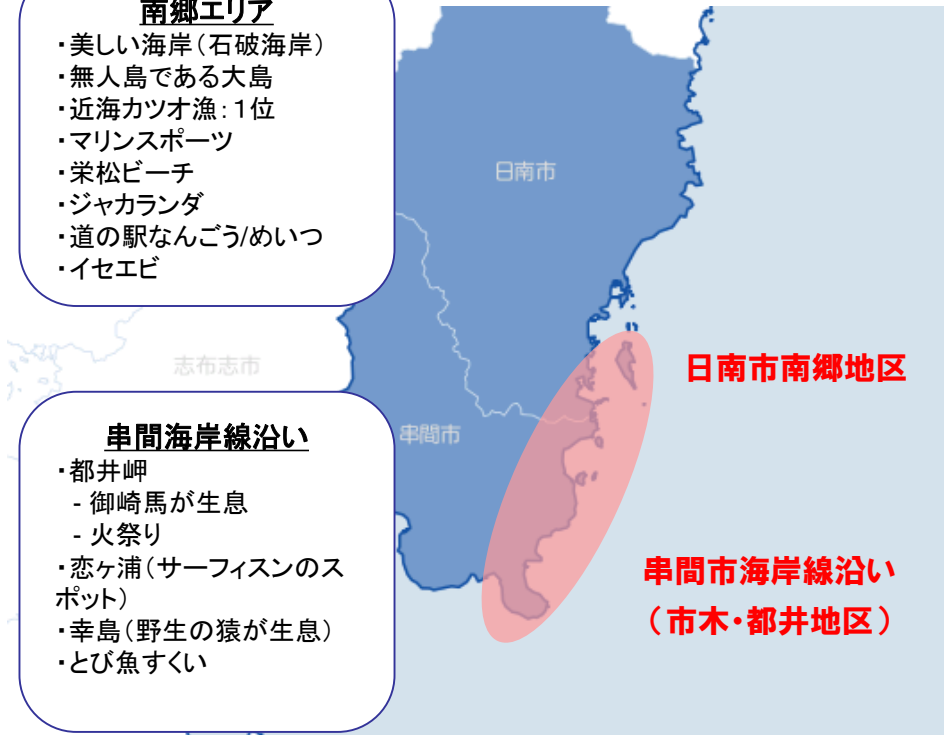 南郷エリア
・美しい海岸(石破海岸)
・無人島である大島
・近海カツオ漁:1位
・マリンスポーツ
・栄松ビーチ
・ジャカランダ
・道の駅なんごう/めいつ
・イセエビ
日南市
志布志市
串間市
日南市南郷地区
串間海岸線沿い
・都井岬
- 御崎馬が生息
- 火祭り
・恋ヶ浦(サーフィスンのス
ポット)
・幸島(野生の猿が生息)
・とび魚すくい
串間市海岸線沿い
(市木・都井地区)